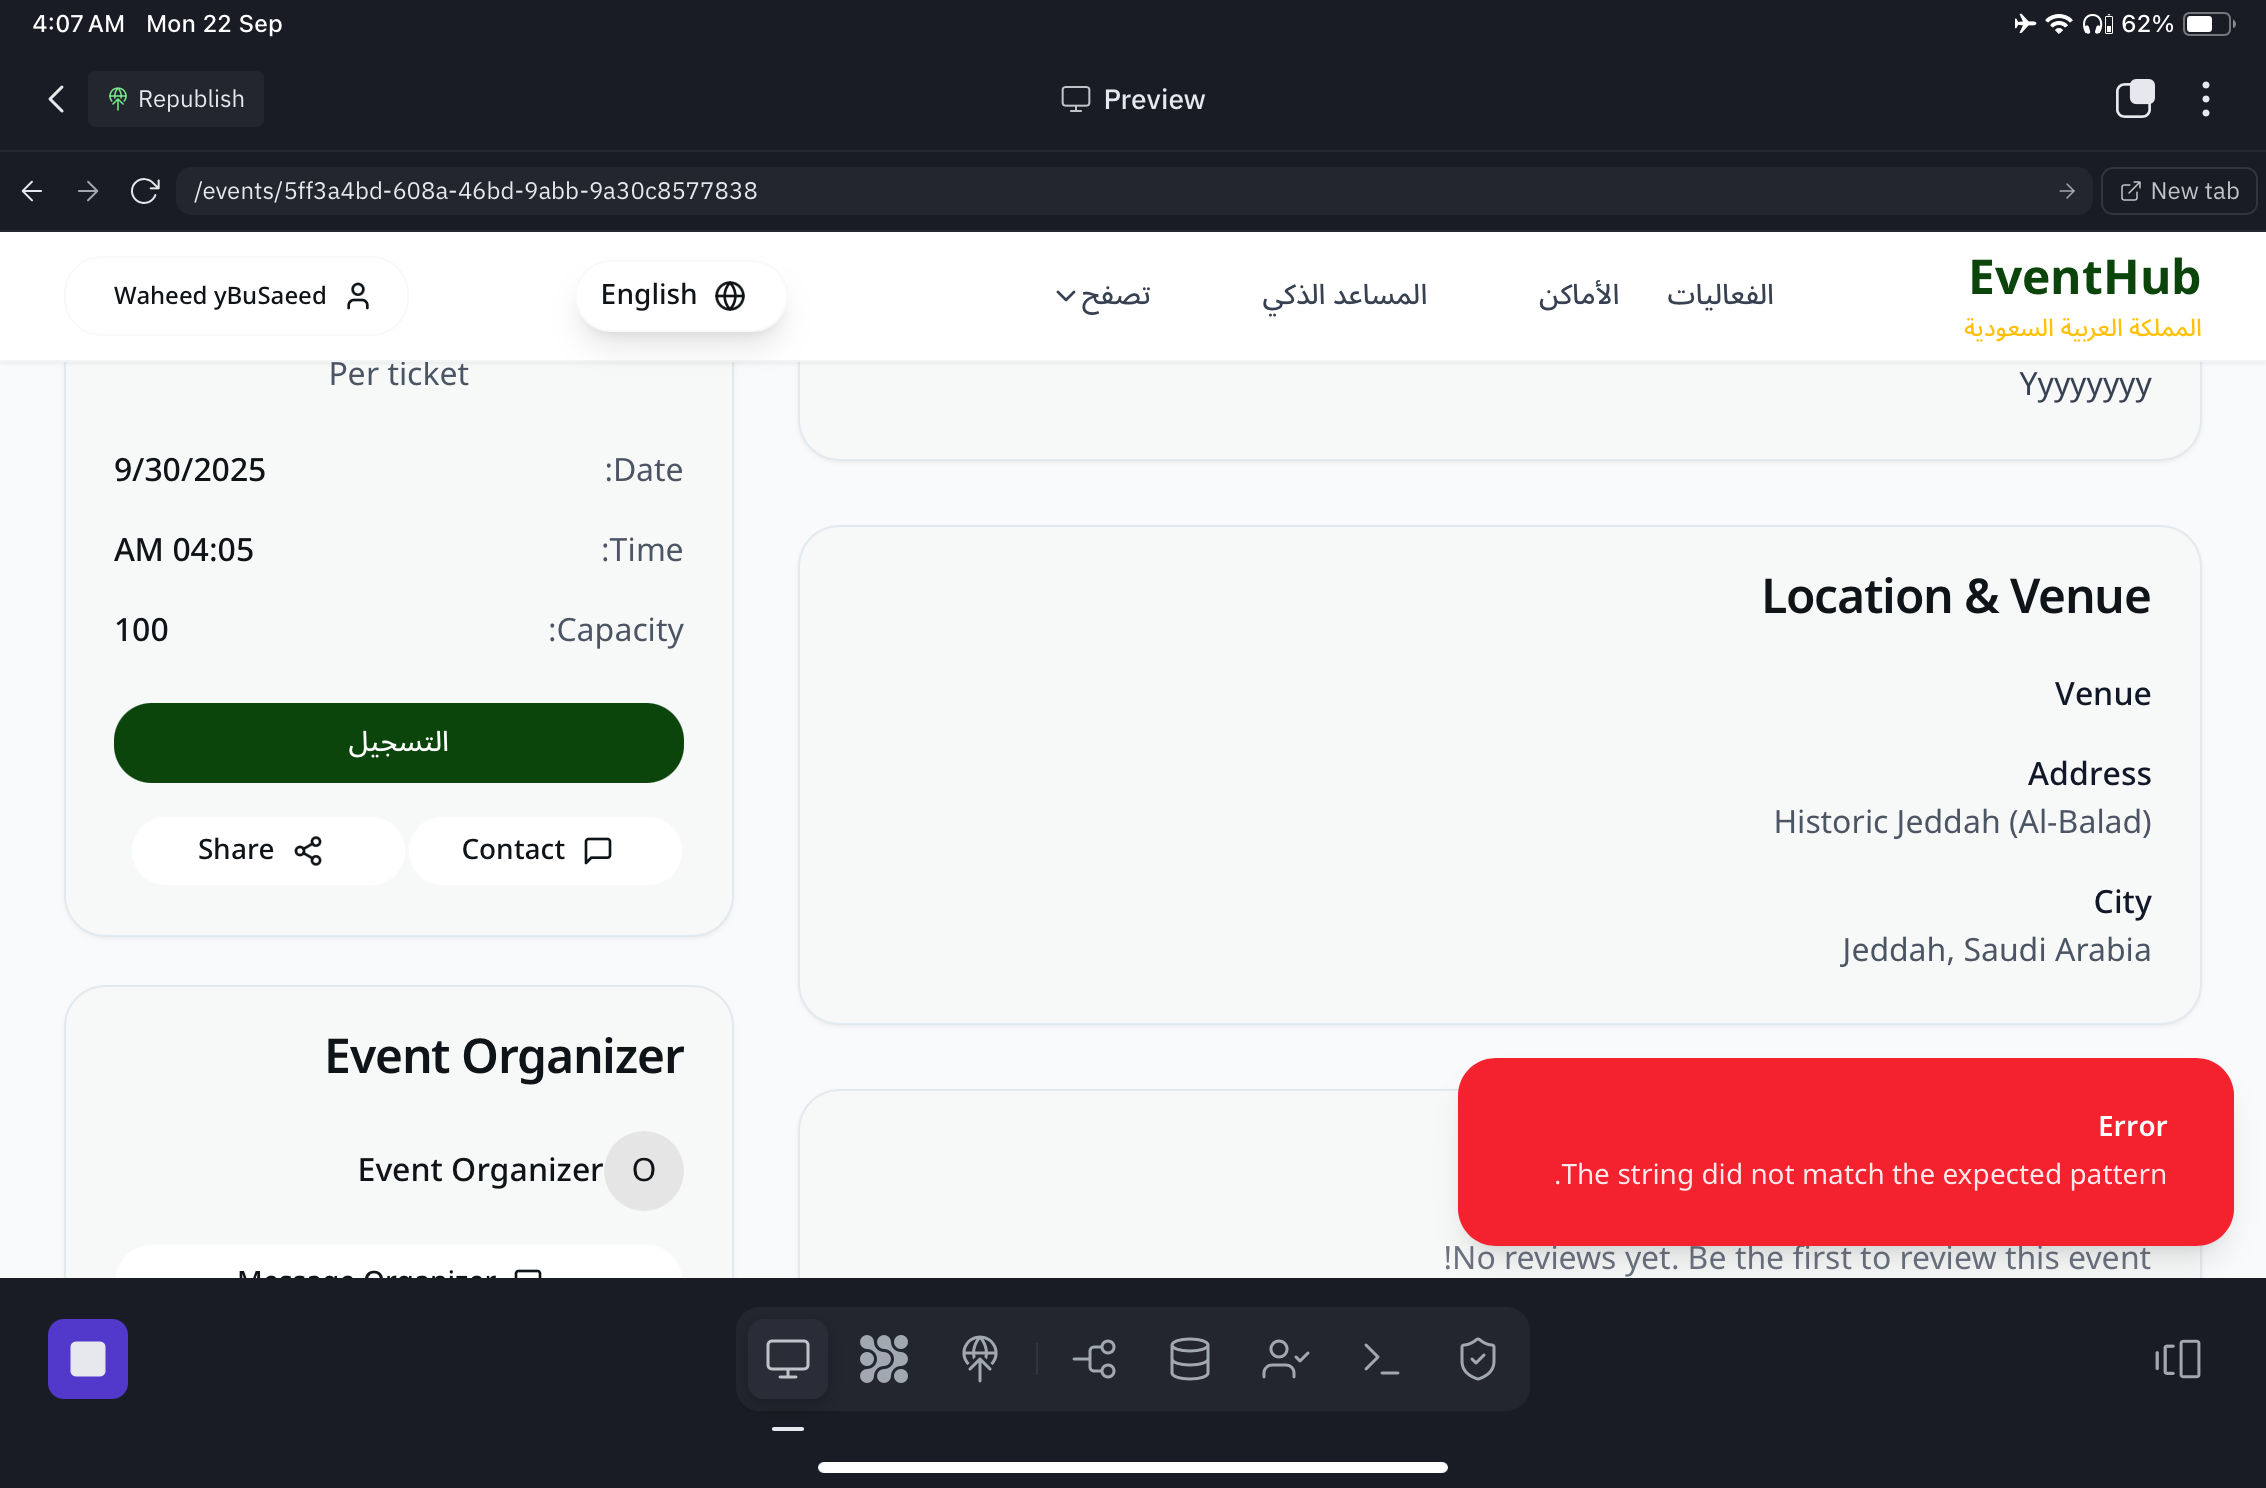 4:07 AM Mon 22 Sep
62%
Republish
Preview
/events/5ff3a4bd-608a-46bd-9abb-9a30c8577838
New tab
EventHub
المملكة العربية السعودية
الفعاليات
الأماكن
المساعد الذكي
تصفح
English
Waheed yBuSaeed
Yyyyyyyy
Location & Venue
Venue
Address
Historic Jeddah (Al-Balad)
City
Jeddah, Saudi Arabia
!No reviews yet. Be the first to review this event
Per ticket
:Date 9/30/2025
:Time AM 04:05
:Capacity 100
التسجيل
Contact
Share
Event Organizer
O
Event Organizer
Message Organizer
Error
.The string did not match the expected pattern